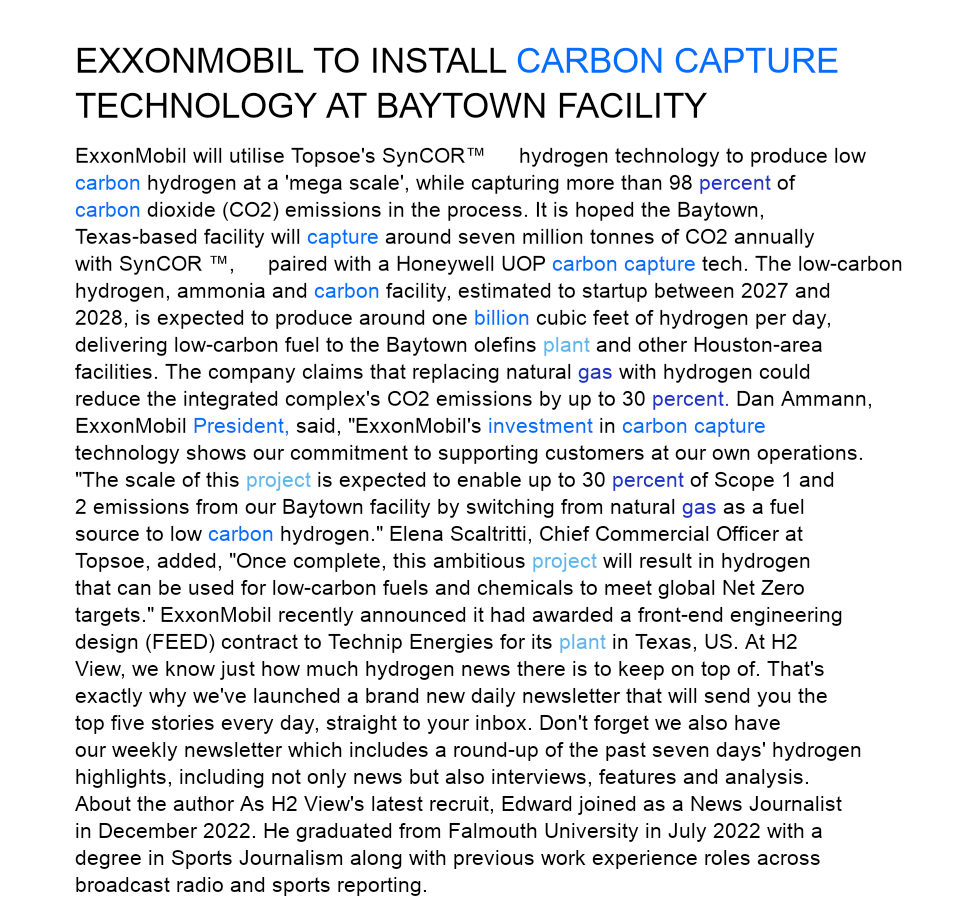 EXXONMOBIL TO INSTALL CARBON CAPTURE
TECHNOLOGY AT BAYTOWN FACILITY
ExxonMobil will utilise Topsoe's SynCOR™ hydrogen technology to produce low
carbon hydrogen at a 'mega scale', while capturing more than 98 percent of
carbon dioxide (CO2) emissions in the process. It is hoped the Baytown,
Texas-based facility will capture around seven million tonnes of CO2 annually
with SynCOR ™, paired with a Honeywell UOP carbon capture tech. The low-carbon
hydrogen, ammonia and carbon facility, estimated to startup between 2027 and
2028, is expected to produce around one billion cubic feet of hydrogen per day,
delivering low-carbon fuel to the Baytown olefins plant and other Houston-area
facilities. The company claims that replacing natural gas with hydrogen could
reduce the integrated complex's CO2 emissions by up to 30 percent. Dan Ammann,
ExxonMobil President, said, "ExxonMobil's investment in carbon capture
technology shows our commitment to supporting customers at our own operations.
"The scale of this project is expected to enable up to 30 percent of Scope 1 and
2 emissions from our Baytown facility by switching from natural gas as a fuel
source to low carbon hydrogen." Elena Scaltritti, Chief Commercial Officer at
Topsoe, added, "Once complete, this ambitious project will result in hydrogen
that can be used for low-carbon fuels and chemicals to meet global Net Zero
targets." ExxonMobil recently announced it had awarded a front-end engineering
design (FEED) contract to Technip Energies for its plant in Texas, US. At H2
View, we know just how much hydrogen news there is to keep on top of. That's
exactly why we've launched a brand new daily newsletter that will send you the
top five stories every day, straight to your inbox. Don't forget we also have
our weekly newsletter which includes a round-up of the past seven days' hydrogen
highlights, including not only news but also interviews, features and analysis.
About the author As H2 View's latest recruit, Edward joined as a News Journalist
in December 2022. He graduated from Falmouth University in July 2022 with a
degree in Sports Journalism along with previous work experience roles across
broadcast radio and sports reporting.